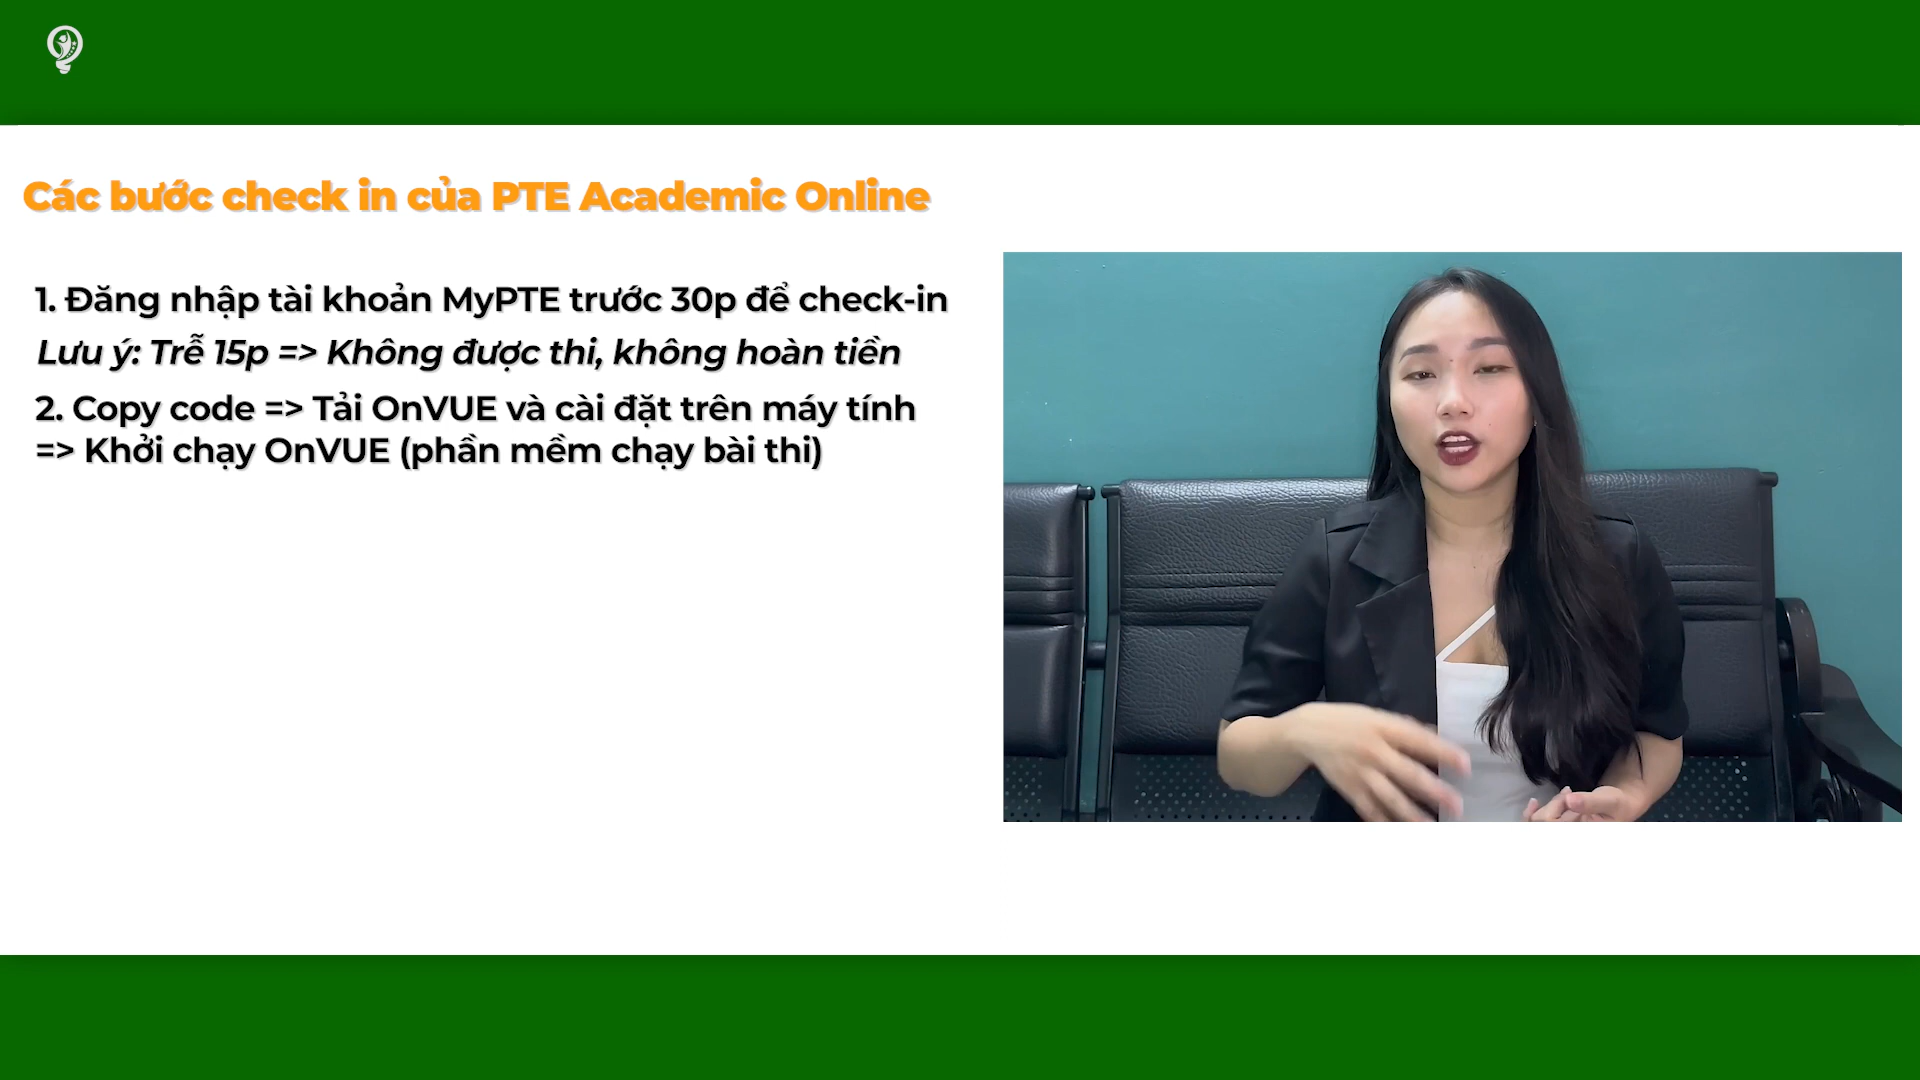 Các bước check in của PTE Academic Online
1. Đăng nhập tài khoản MyPTE trước 30p để check-in
Lưu ý: Trễ 15p => Không được thi, không hoàn tiền
2. Copy code => Tải OnVUE và cài đặt trên máy tính
=> Khởi chạy OnVUE (phần mềm chạy bài thi)